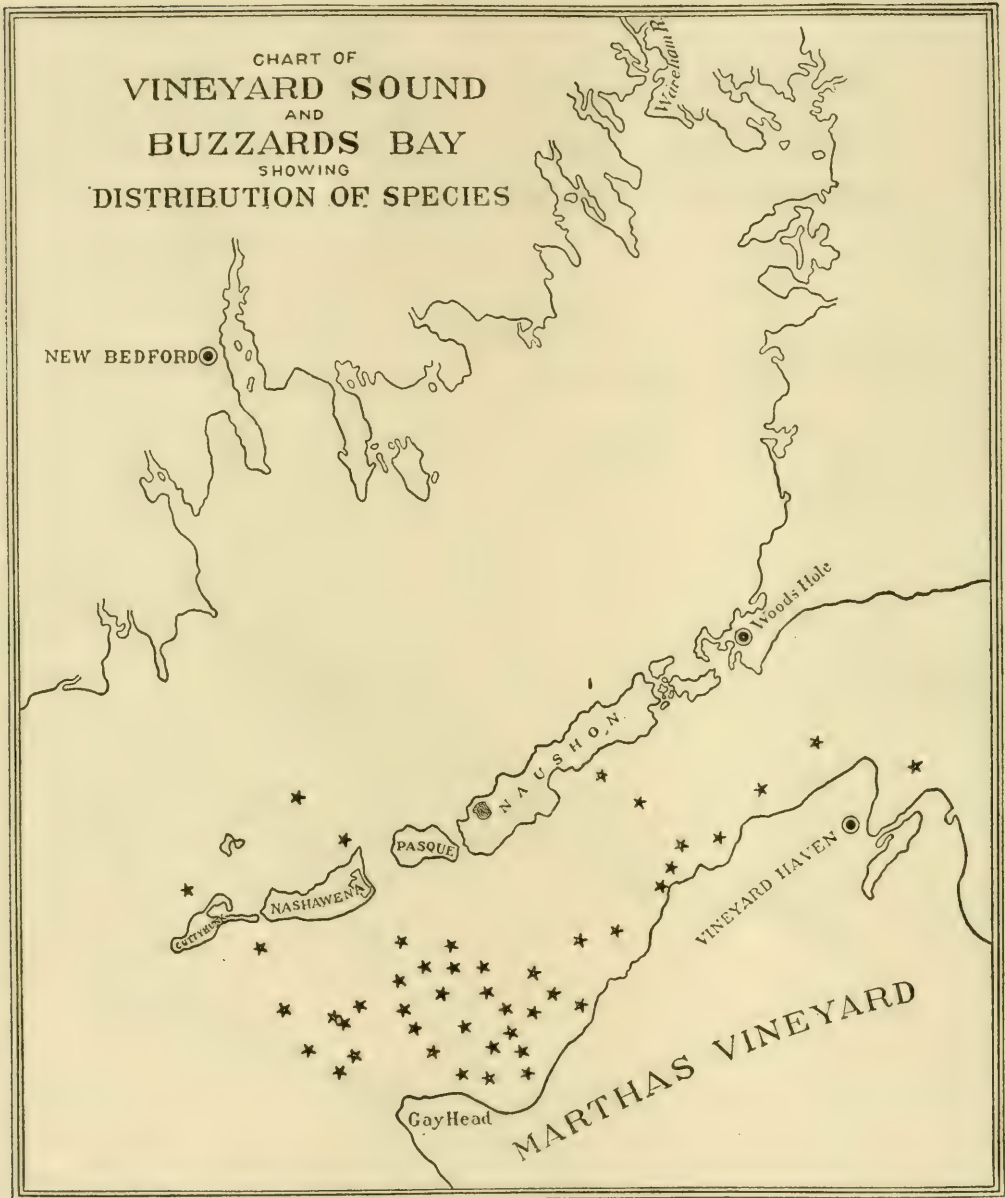 CHART OF
VINEYARD SOUND
AND
BUZZARDS BAY
SHOWING
DISTRIBUTION OF SPECIES
Wareham R.
NEW BEDFORD
Woods Hole
NAUSHON
PASQUE
NASHAWENA
CUTTYHUNK
VINEYARD HAVEN
MARTHAS VINEYARD
Gay Head